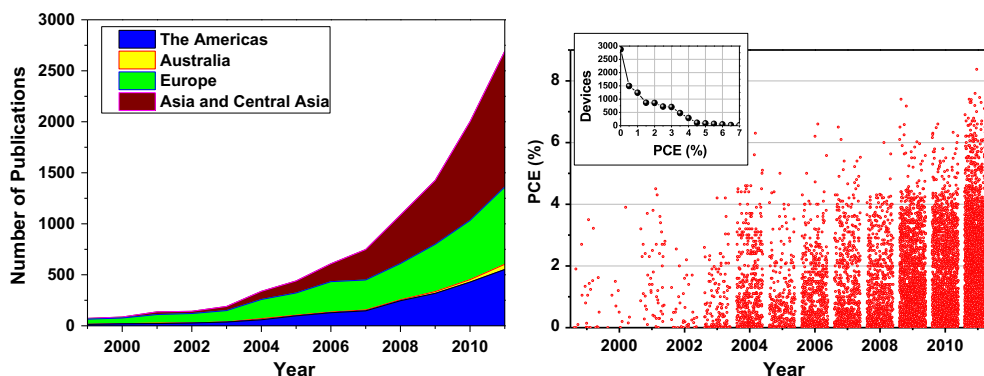 3000
2500
2000
1500
1000
500
0
Number of Publications
The Americas
Australia
Europe
Asia and Central Asia
2000 2002 2004 2006 2008 2010
Year
8
6
4
2
0
PCE (%)
3000
2500
2000
1500
1000
500
0
Devices
0 1 2 3 4 5 6 7
PCE (%)
2000 2002 2004 2006 2008 2010
Year